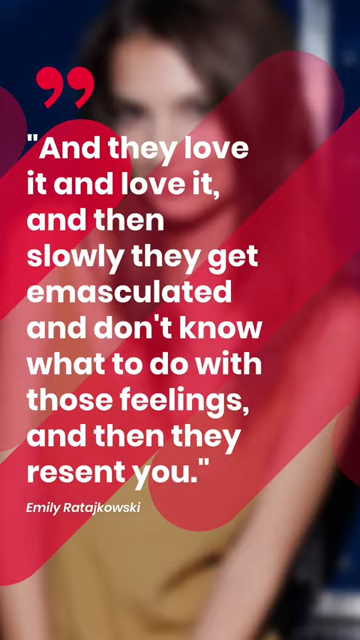 "And they love
it and love it,
and then
slowly they get
emasculated
and don't know
what to do with
those feelings,
and then they
resent you."
Emily Ratajkowski